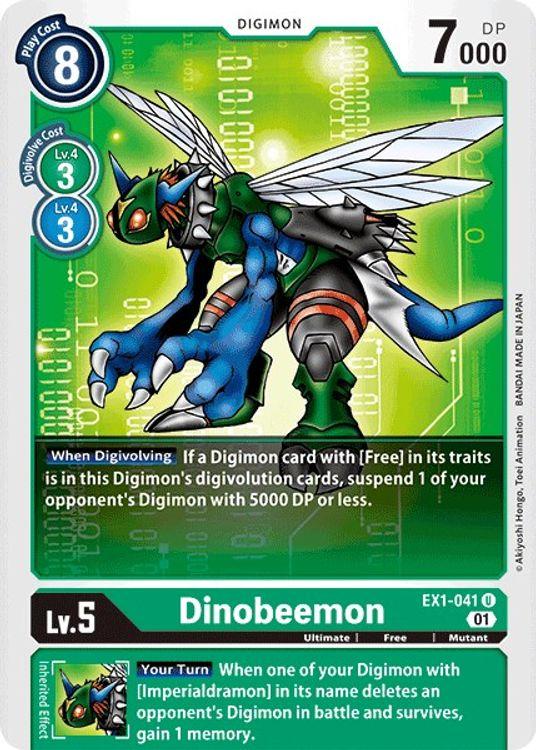 Play Cost
8
DIGIMON
7000
DP
Digivolve Cost
Lv.4
3
Lv.4
3
When Digivolving If a Digimon card with [Free] in its traits
is in this Digimon's digivolution cards, suspend 1 of your
opponent's Digimon with 5000 DP or less.
©Akiyoshi Hongo, Toei Animation BANDAI MADE IN JAPAN
Lv.5
Dinobeemon
EX1-041 U
01
Ultimate | Free | Mutant
Inherited Effect
Your Turn When one of your Digimon with
[Imperialdramon] in its name deletes an
opponent's Digimon in battle and survives,
gain 1 memory.